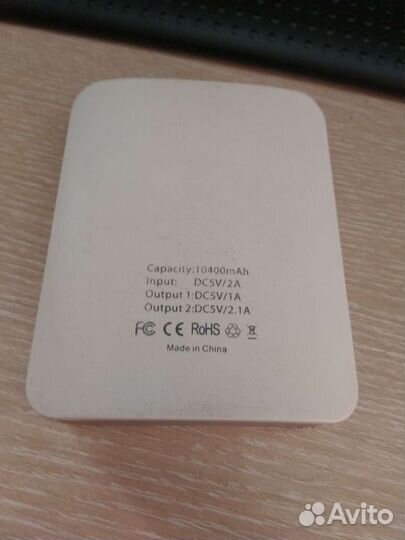 Capacity:10400mAh
Input: DC5V/2A
Output 1:DC5V/1A
Output 2:DC5V/2.1A
FC CE RoHS
Made in China
Avito